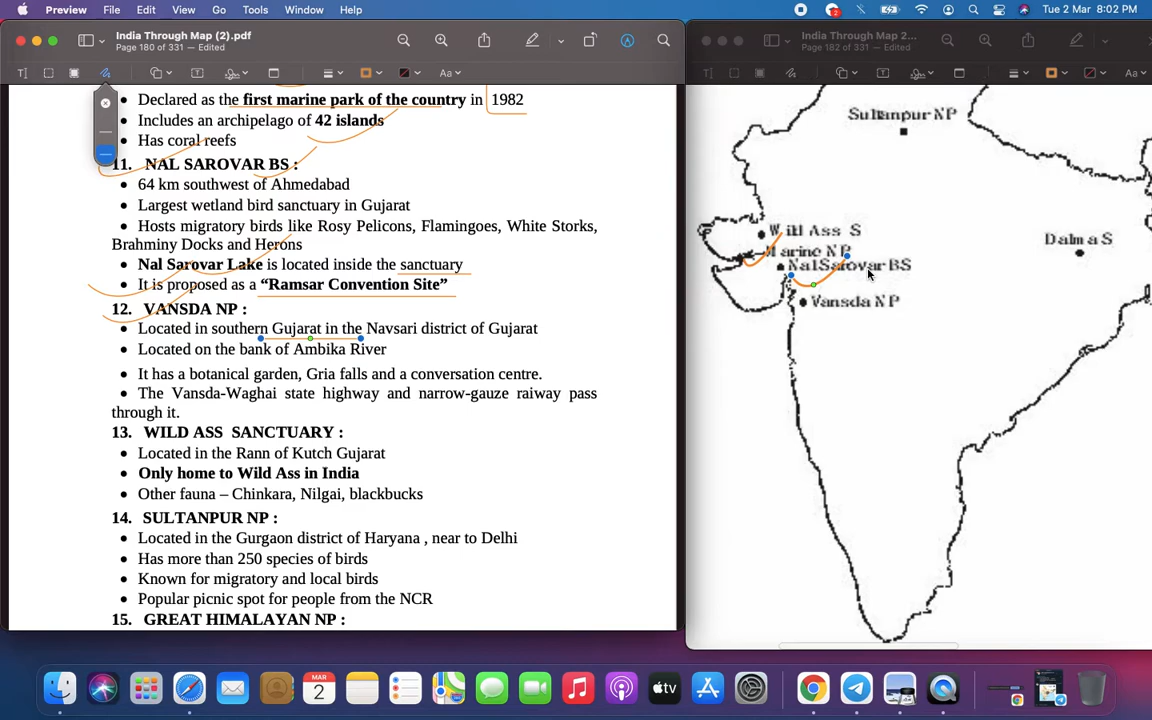 Preview File Edit View Go Tools Window Help
2
Tue 2 Mar 8:02 PM
India Through Map (2).pdf
Page 180 of 331 — Edited
Aa
Declared as the first marine park of the country in 1982
Includes an archipelago of 42 islands
Has coral reefs
11. NAL SAROVAR BS :
64 km southwest of Ahmedabad
Largest wetland bird sanctuary in Gujarat
Hosts migratory birds like Rosy Pelicons, Flamingoes, White Storks,
Brahminy Docks and Herons
Nal Sarovar Lake is located inside the sanctuary
It is proposed as a “Ramsar Convention Site”
12. VANSDA NP :
Located in southern Gujarat in the Navsari district of Gujarat
Located on the bank of Ambika River
It has a botanical garden, Gria falls and a conversation centre.
The Vansda-Waghai state highway and narrow-gauze raiway pass
through it.
13. WILD ASS SANCTUARY :
Located in the Rann of Kutch Gujarat
Only home to Wild Ass in India
Other fauna – Chinkara, Nilgai, blackbucks
14. SULTANPUR NP :
Located in the Gurgaon district of Haryana , near to Delhi
Has more than 250 species of birds
Known for migratory and local birds
Popular picnic spot for people from the NCR
15. GREAT HIMALAYAN NP :
India Through Map 2...
Page 182 of 331 — Edited
Aa
Sultanpur NP
Wild Ass S
Marine NP
Nal Sarovar BS
Dalma S
Vansda NP
MAR
2
tv